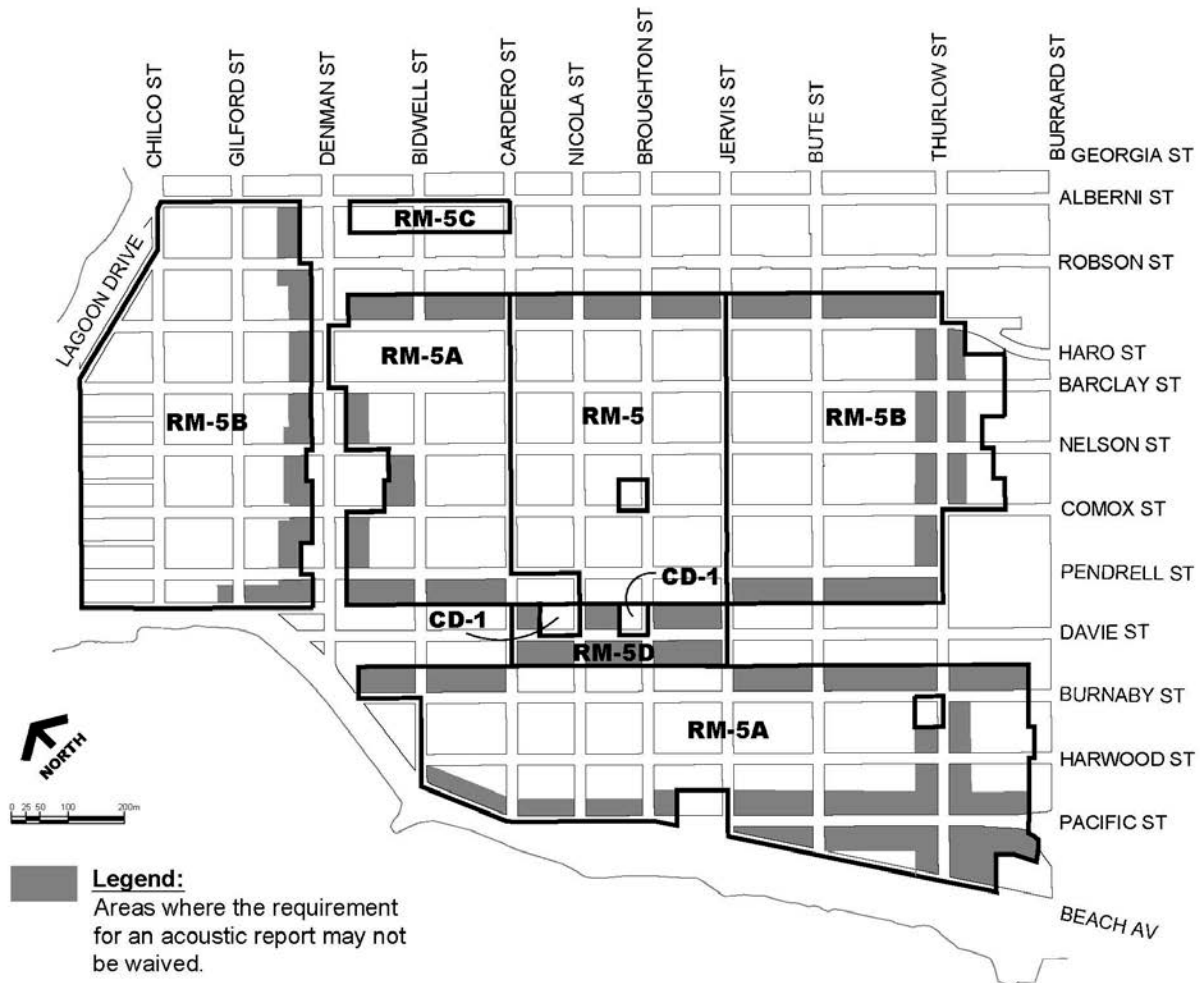 CHILCO ST
GILFORD ST
DENMAN ST
BIDWELL ST
CARDERO ST
NICOLA ST
BROUGHTON ST
JERVIS ST
BUTE ST
THURLOW ST
BURRARD ST
GEORGIA ST
ALBERNI ST
ROBSON ST
HARO ST
BARCLAY ST
NELSON ST
COMOX ST
PENDRELL ST
DAVIE ST
BURNABY ST
HARWOOD ST
PACIFIC ST
BEACH AV
LAGOON DRIVE
RM-5C
RM-5A
RM-5
RM-5B
RM-5B
CD-1
CD-1
RM-5D
RM-5A
NORTH
0 25 50 100 200m
Legend:
Areas where the requirement
for an acoustic report may not
be waived.